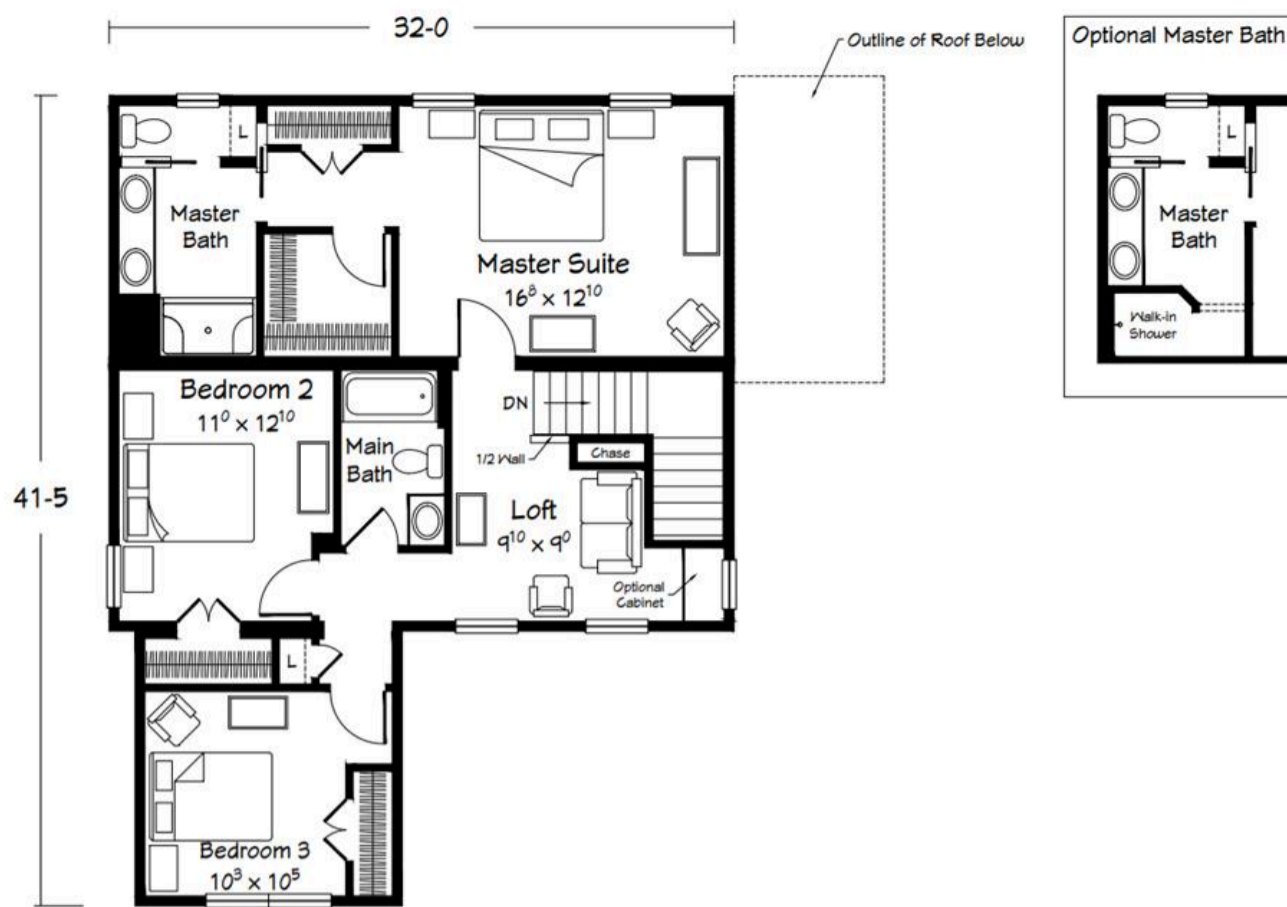 32-0
Outline of Roof Below
Optional Master Bath
41-5
L
Master
Bath
Master Suite
16⁸ x 12¹⁰
L
Master
Bath
Walk-in
Shower
Bedroom 2
11⁰ x 12¹⁰
Main
Bath
DN
1/2 Wall
Chase
Loft
9¹⁰ x 9⁰
Optional
Cabinet
L
Bedroom 3
10³ x 10⁵